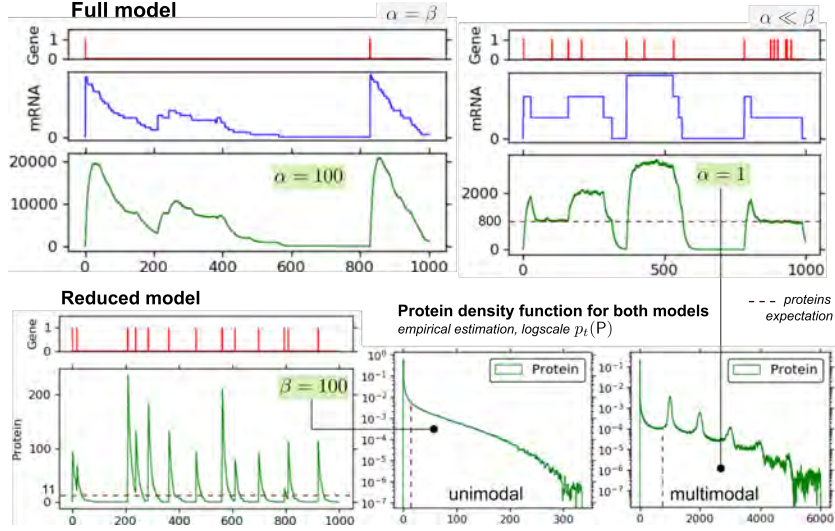 Full model
α = β
α ≪ β
Gene
1
0
mRNA
0
20000
10000
0
α = 100
0 200 400 600 800 1000
Gene
1
0
mRNA
0
2000
800
0
α = 1
0 500 1000
Reduced model
Gene
1
0
Protein
200
100
11
0
β = 100
0 200 400 600 800 1000
Protein density function for both models
empirical estimation, logscale p_t(P)
--- proteins
expectation
10^0
10^-1
10^-2
10^-3
10^-4
10^-5
10^-6
10^-7
Protein
unimodal
0 100 200 300
10^-1
10^-2
10^-3
10^-4
10^-5
10^-6
10^-7
Protein
multimodal
0 2000 4000 6000